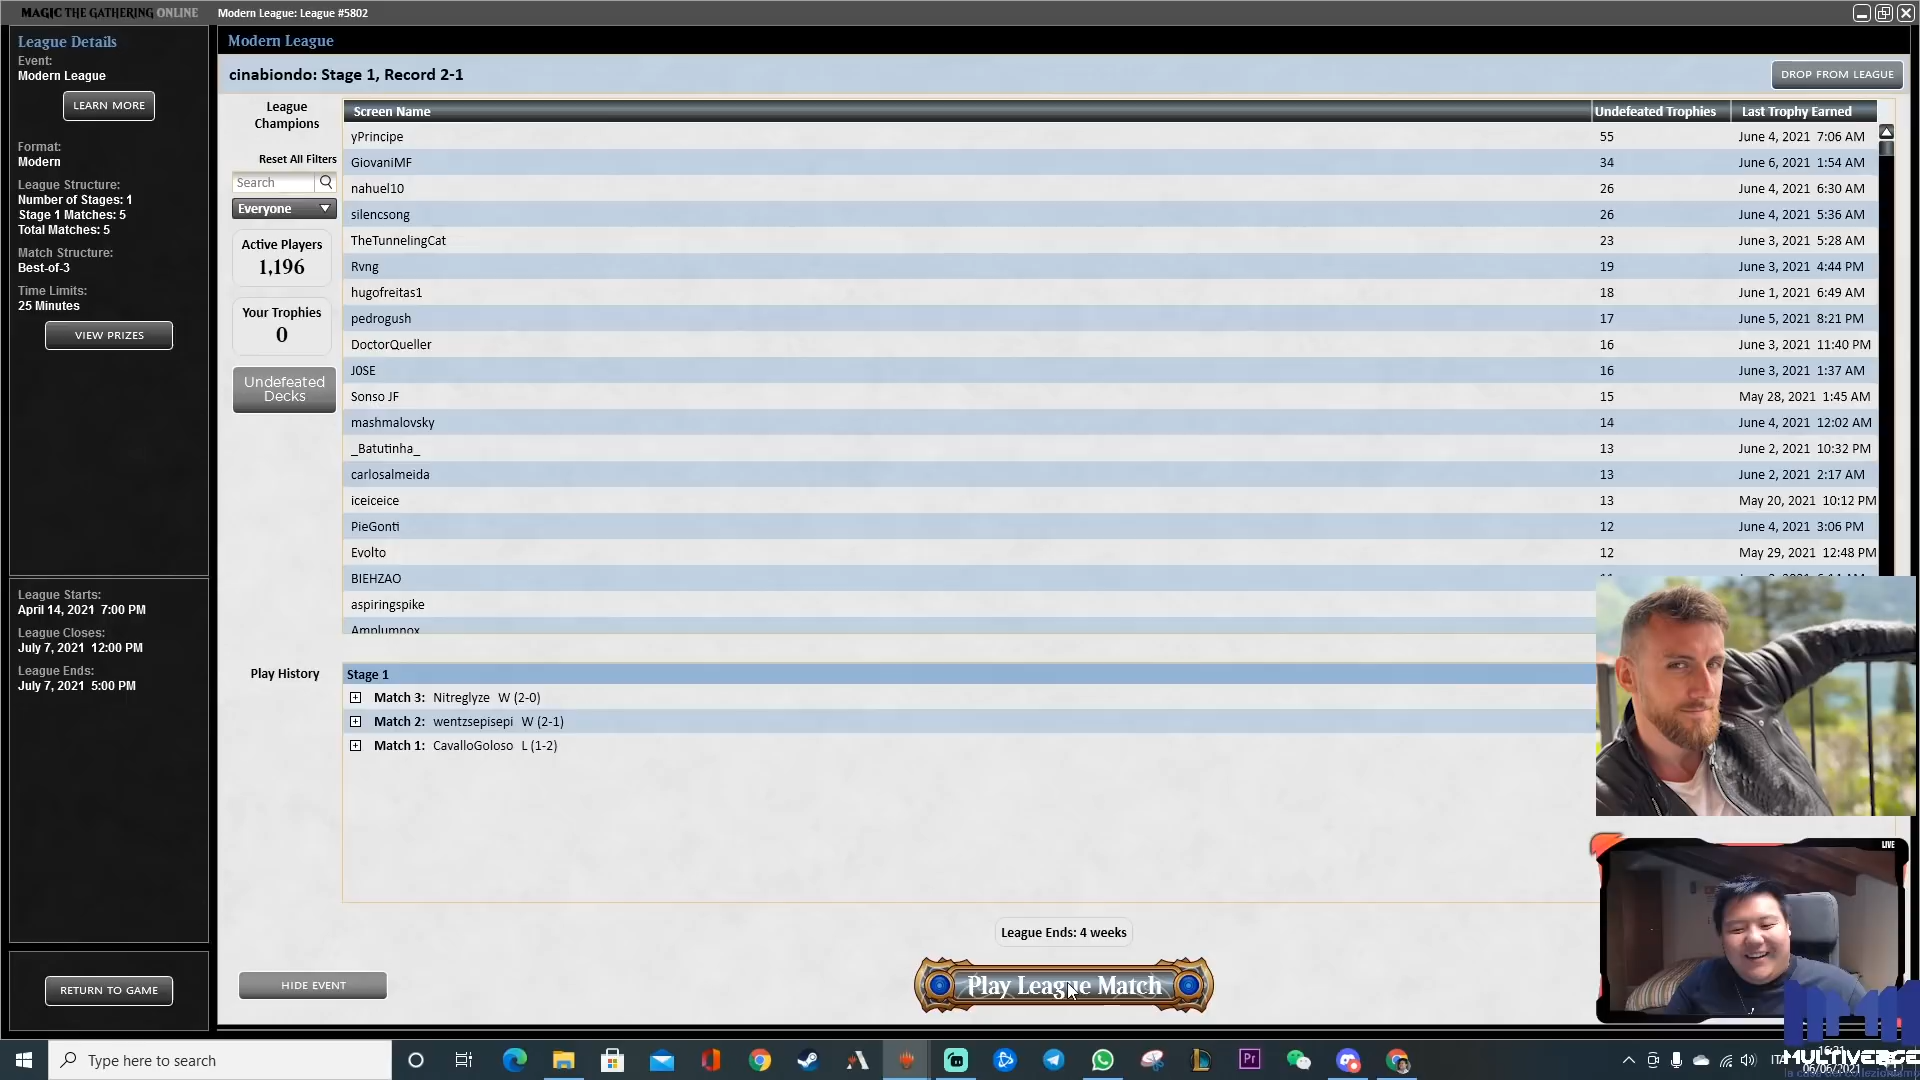 MAGIC THE GATHERING ONLINE
Modern League: League #5802
League Details
Event:
Modern League
LEARN MORE
Format:
Modern
League Structure:
Number of Stages: 1
Stage 1 Matches: 5
Total Matches: 5
Match Structure:
Best-of-3
Time Limits:
25 Minutes
VIEW PRIZES
League Starts:
April 14, 2021 7:00 PM
League Closes:
July 7, 2021 12:00 PM
League Ends:
July 7, 2021 5:00 PM
RETURN TO GAME
Modern League
cinabiondo: Stage 1, Record 2-1
DROP FROM LEAGUE
League
Champions
Reset All Filters
Search
Everyone
Active Players
1,196
Your Trophies
0
Undefeated
Decks
Screen Name Undefeated Trophies Last Trophy Earned
yPrincipe 55 June 4, 2021 7:06 AM
GiovaniMF 34 June 6, 2021 1:54 AM
nahuel10 26 June 4, 2021 6:30 AM
silencsong 26 June 4, 2021 5:36 AM
TheTunnelingCat 23 June 3, 2021 5:28 AM
Rvng 19 June 3, 2021 4:44 PM
hugofreitas1 18 June 1, 2021 6:49 AM
pedrogush 17 June 5, 2021 8:21 PM
DoctorQueller 16 June 3, 2021 11:40 PM
J0SE 16 June 3, 2021 1:37 AM
Sonso JF 15 May 28, 2021 1:45 AM
mashmalovsky 14 June 4, 2021 12:02 AM
_Batutinha_ 13 June 2, 2021 10:32 PM
carlosalmeida 13 June 2, 2021 2:17 AM
iceiceice 13 May 20, 2021 10:12 PM
PieGonti 12 June 4, 2021 3:06 PM
Evolto 12 May 29, 2021 12:48 PM
BIEHZAO
aspiringspike
Amplumnox
Play History
Stage 1
Match 3: Nitreglyze W (2-0)
Match 2: wentzsepisepi W (2-1)
Match 1: CavalloGoloso L (1-2)
League Ends: 4 weeks
HIDE EVENT
Play League Match
LIVE
Type here to search
Pr
MULTIVERSE
la casa del collezionismo
06/06/2021